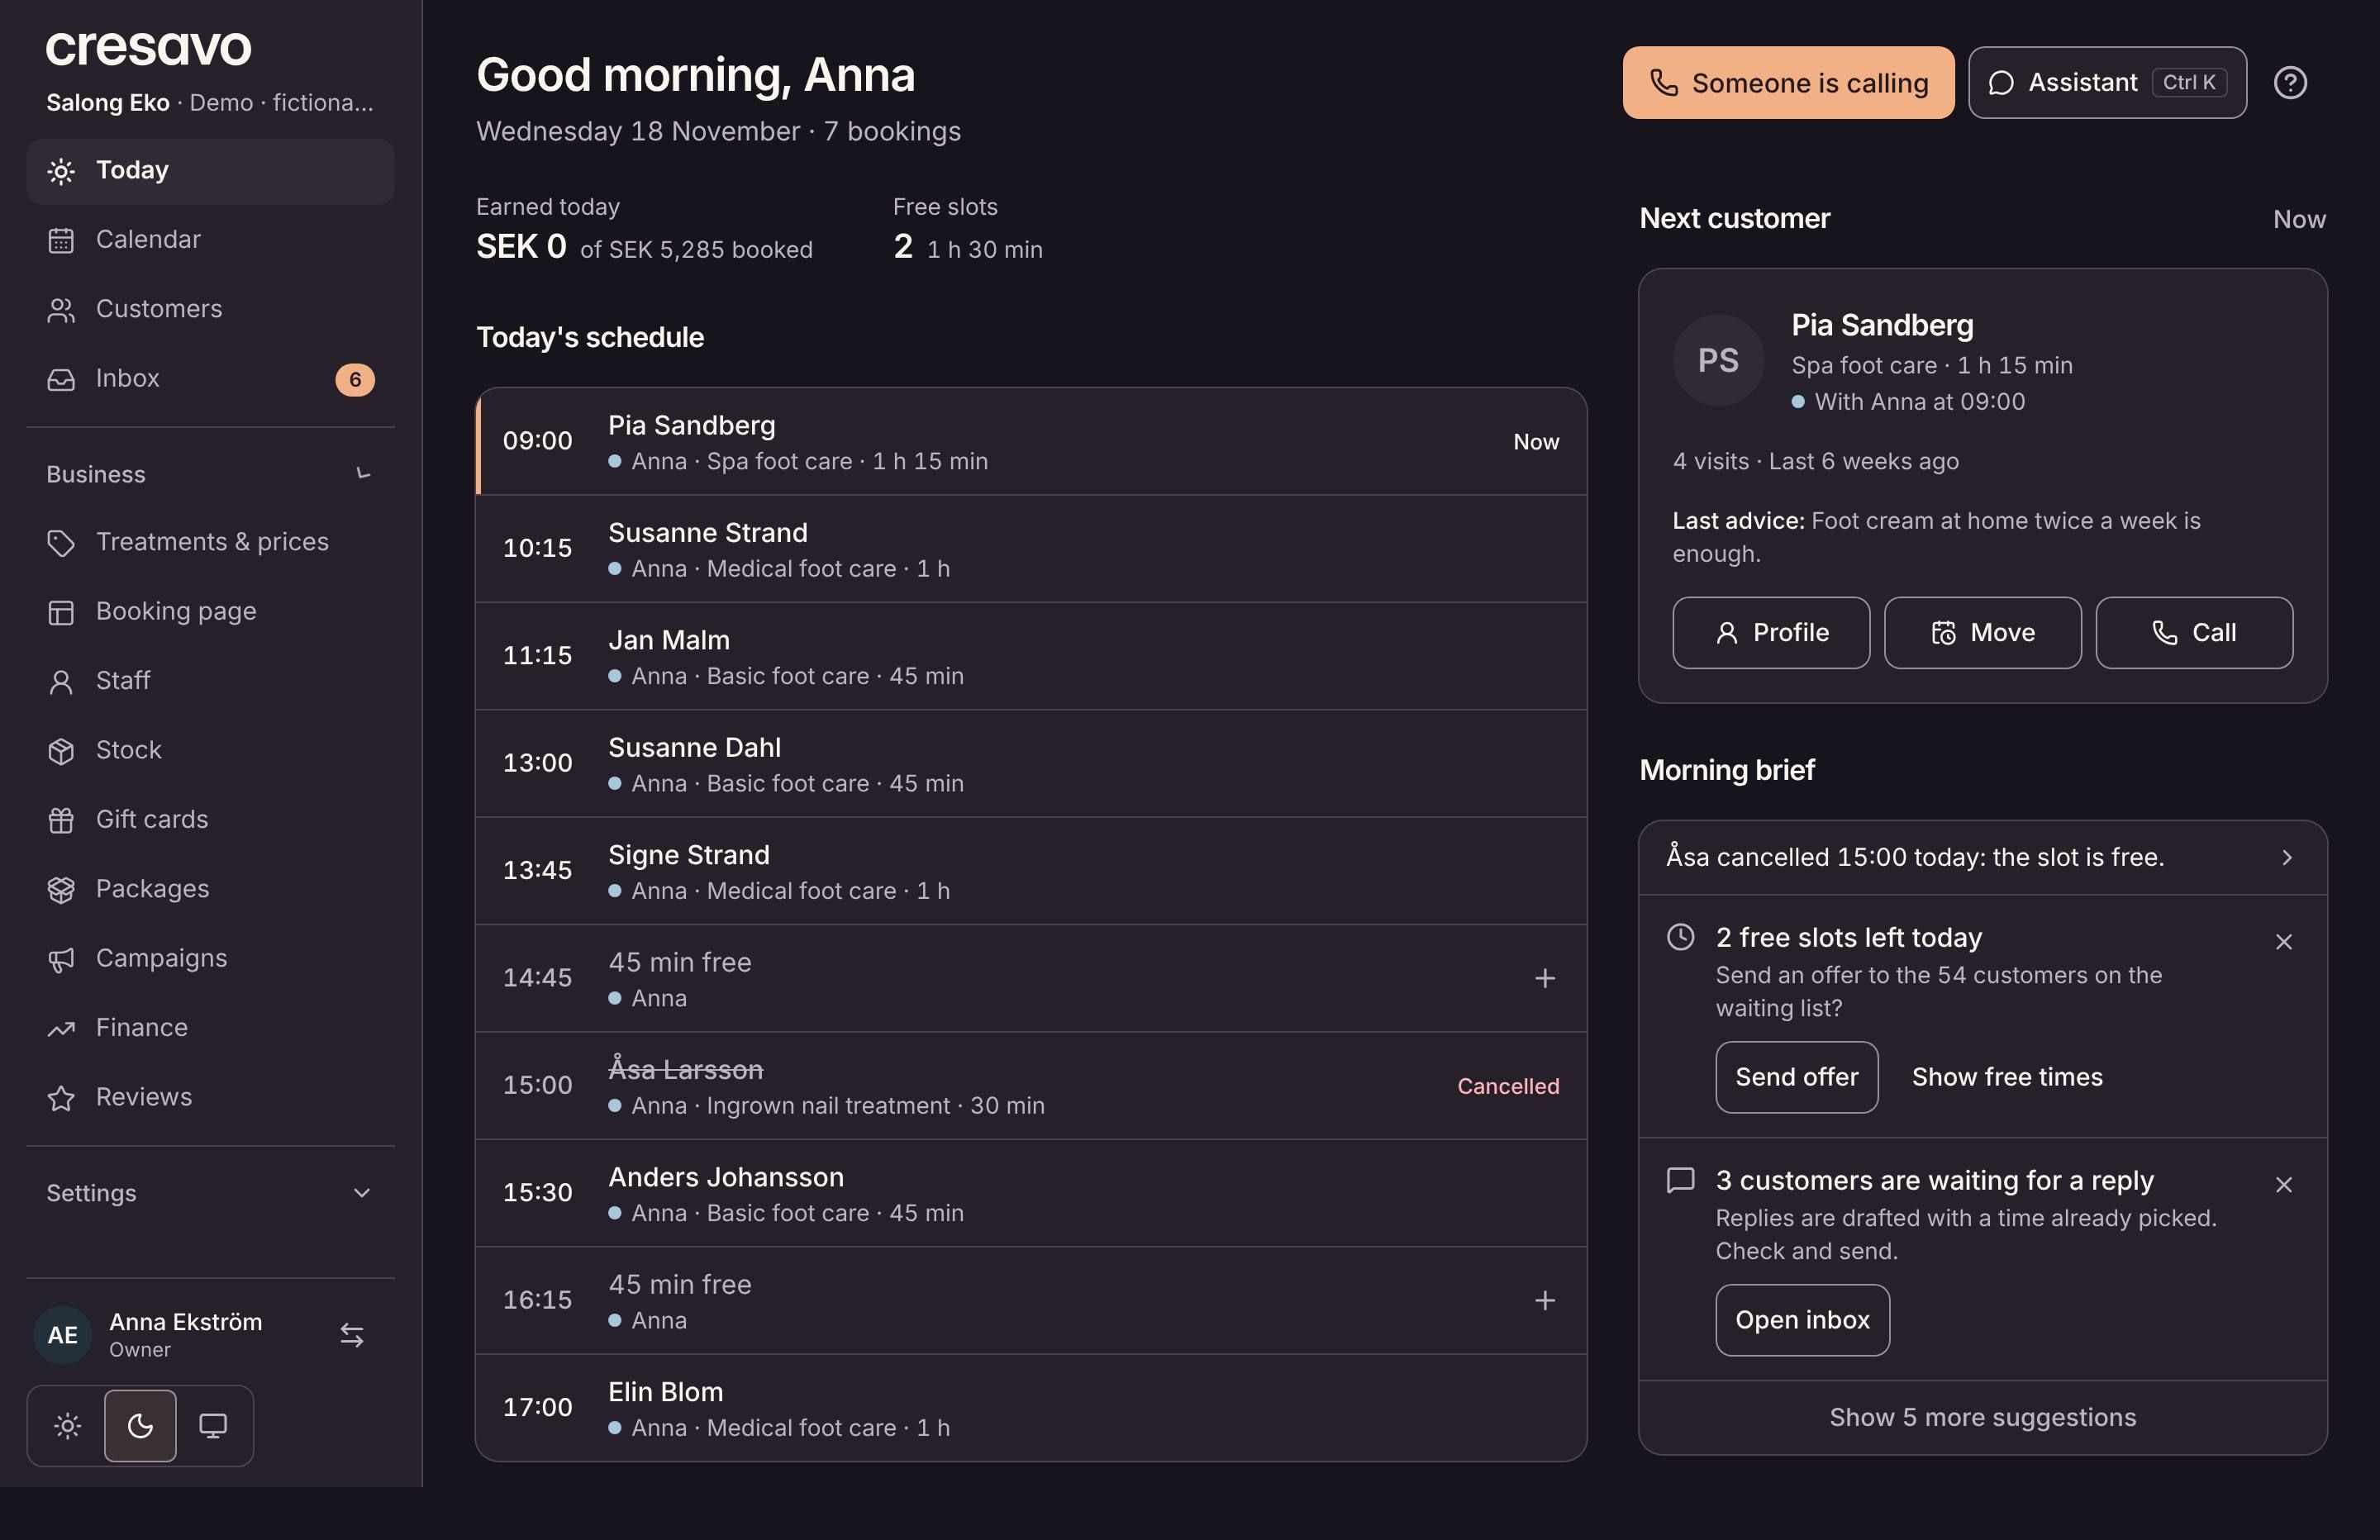 cresavo
Salong Eko · Demo · fictiona...
Today
Calendar
Customers
Inbox 6
Business
Treatments & prices
Booking page
Staff
Stock
Gift cards
Packages
Campaigns
Finance
Reviews
Settings
AE Anna Ekström
Owner
Good morning, Anna
Wednesday 18 November · 7 bookings
Someone is calling
Assistant Ctrl K
Earned today
SEK 0 of SEK 5,285 booked
Free slots
2 1 h 30 min
Today's schedule
09:00 Pia Sandberg Now
Anna · Spa foot care · 1 h 15 min
10:15 Susanne Strand
Anna · Medical foot care · 1 h
11:15 Jan Malm
Anna · Basic foot care · 45 min
13:00 Susanne Dahl
Anna · Basic foot care · 45 min
13:45 Signe Strand
Anna · Medical foot care · 1 h
14:45 45 min free
Anna
15:00 Åsa Larsson Cancelled
Anna · Ingrown nail treatment · 30 min
15:30 Anders Johansson
Anna · Basic foot care · 45 min
16:15 45 min free
Anna
17:00 Elin Blom
Anna · Medical foot care · 1 h
Next customer Now
PS Pia Sandberg
Spa foot care · 1 h 15 min
With Anna at 09:00
4 visits · Last 6 weeks ago
Last advice: Foot cream at home twice a week is
enough.
Profile Move Call
Morning brief
Åsa cancelled 15:00 today: the slot is free.
2 free slots left today
Send an offer to the 54 customers on the
waiting list?
Send offer Show free times
3 customers are waiting for a reply
Replies are drafted with a time already picked.
Check and send.
Open inbox
Show 5 more suggestions